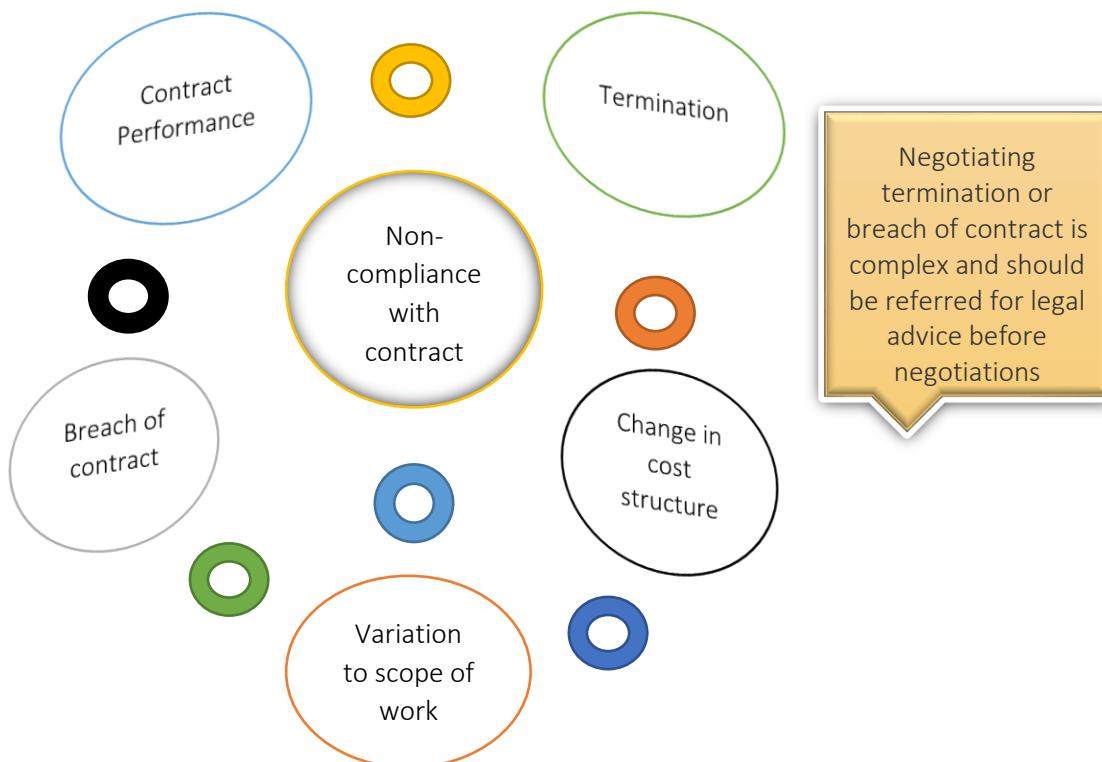 Contract
Performance
Termination
Negotiating
termination or
breach of contract is
complex and should
be referred for legal
advice before
negotiations
Non-
compliance
with
contract
Breach of
contract
Change in
cost
structure
Variation
to scope of
work